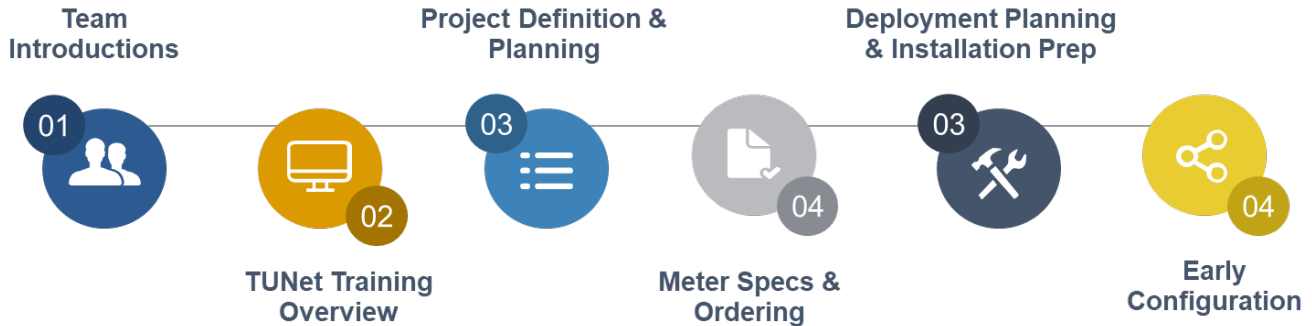 Team
Introductions
01
02
TUNet Training
Overview
Project Definition &
Planning
03
04
Meter Specs &
Ordering
Deployment Planning
& Installation Prep
03
04
Early
Configuration